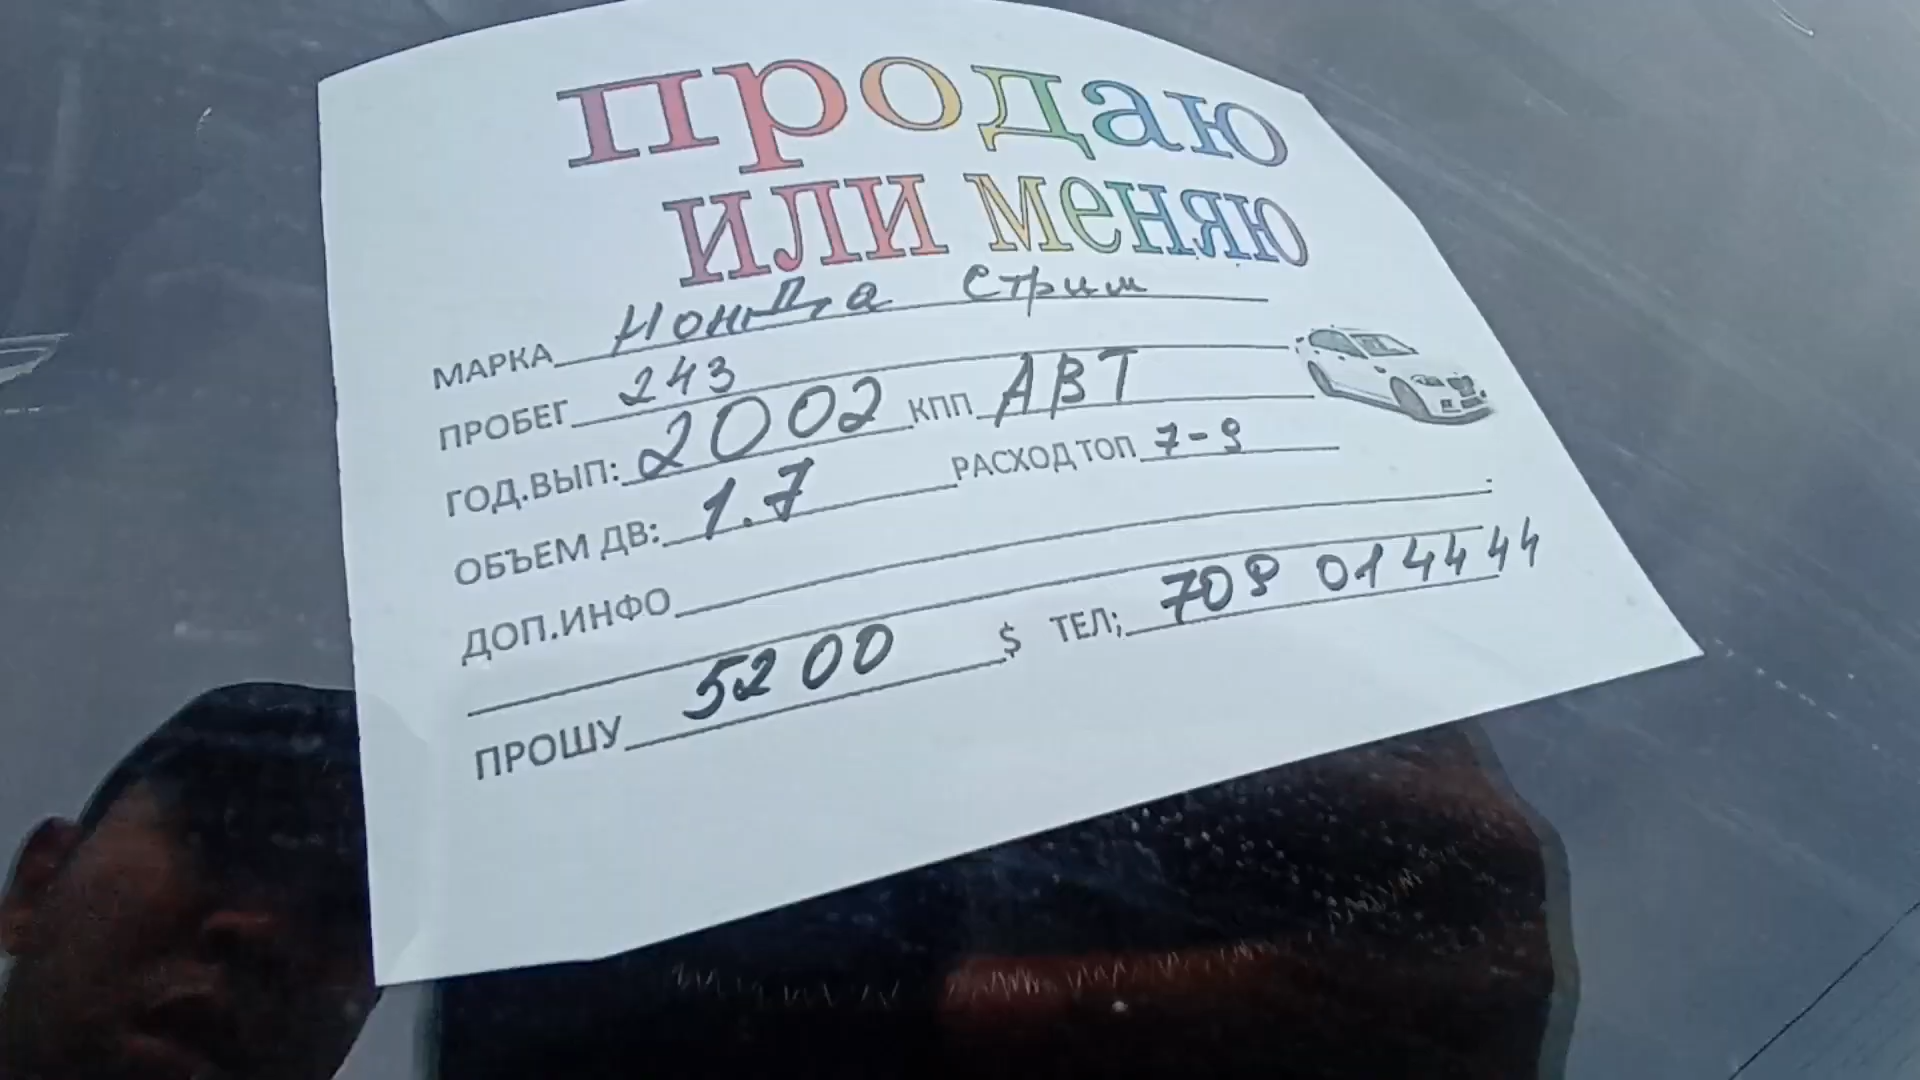 продаю
или меняю
МАРКА Хонда Стрим
ПРОБЕГ 243
ГОД.ВЫП: 2002 КПП АВТ
ОБЪЕМ ДВ: 1.7 РАСХОД ТОП 7-9
ДОП.ИНФО
ПРОШУ 5200 $ ТЕЛ; 709 014444